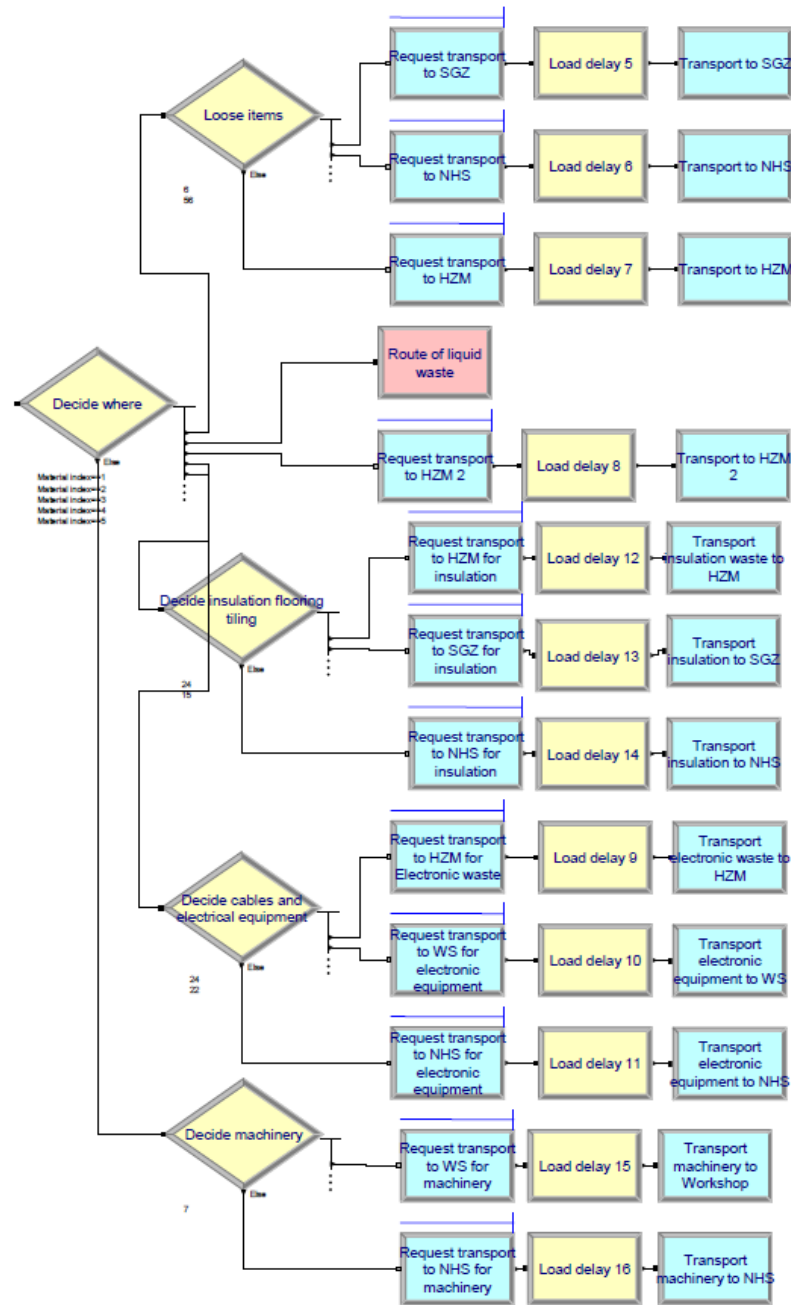 Request transport
to SGZ
Load delay 5
Transport to SGZ
Loose items
Request transport
to NHS
Load delay 6
Transport to NHS
Else
6
56
Request transport
to HZM
Load delay 7
Transport to HZM
Route of liquid
waste
Decide where
Else
Material index==1
Material index==2
Material index==3
Material index==4
Material index==5
Request transport
to HZM 2
Load delay 8
Transport to HZM
2
Request transport
to HZM for
insulation
Load delay 12
Transport
insulation waste to
HZM
Decide insulation flooring
tiling
Request transport
to SGZ for
insulation
Load delay 13
Transport
insulation to SGZ
Else
24
15
Request transport
to NHS for
insulation
Load delay 14
Transport
insulation to NHS
Request transport
to HZM for
Electronic waste
Load delay 9
Transport
electronic waste to
HZM
Decide cables and
electrical equipment
Request transport
to WS for
electronic
equipment
Load delay 10
Transport
electronic
equipment to WS
Else
24
22
Request transport
to NHS for
electronic
equipment
Load delay 11
Transport
electronic
equipment to NHS
Decide machinery
Request transport
to WS for
machinery
Load delay 15
Transport
machinery to
Workshop
Else
7
Request transport
to NHS for
machinery
Load delay 16
Transport
machinery to NHS